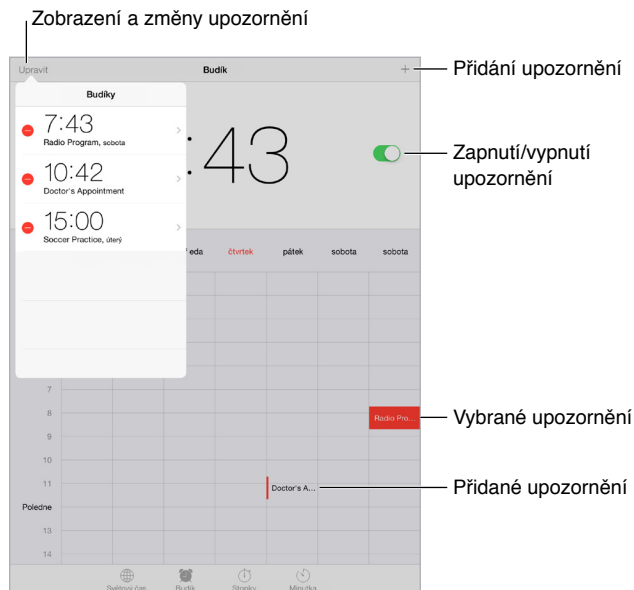 Zobrazení a změny upozornění
Upravit
Budík
+
Přidání upozornění
Budíky
7:43
Radio Program, sobota
10:42
Doctor's Appointment
15:00
Soccer Practice, úterý
:43
Zapnutí/vypnutí
upozornění
eda
čtvrtek
pátek
sobota
sobota
7
8
9
10
11
Poledne
13
14
Radio Pro...
Vybrané upozornění
Doctor's A...
Přidané upozornění
Světový čas
Budík
Stopky
Minutka